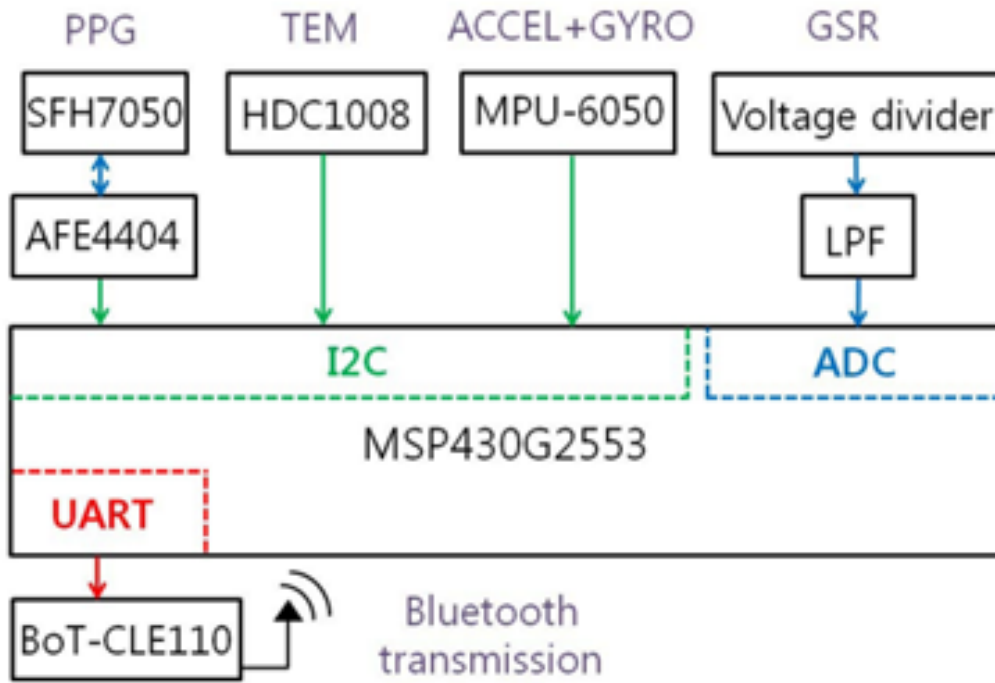 PPG
TEM
ACCEL+GYRO
GSR
SFH7050
HDC1008
MPU-6050
Voltage divider
AFE4404
LPF
I2C
ADC
MSP430G2553
UART
BoT-CLE110
Bluetooth
transmission